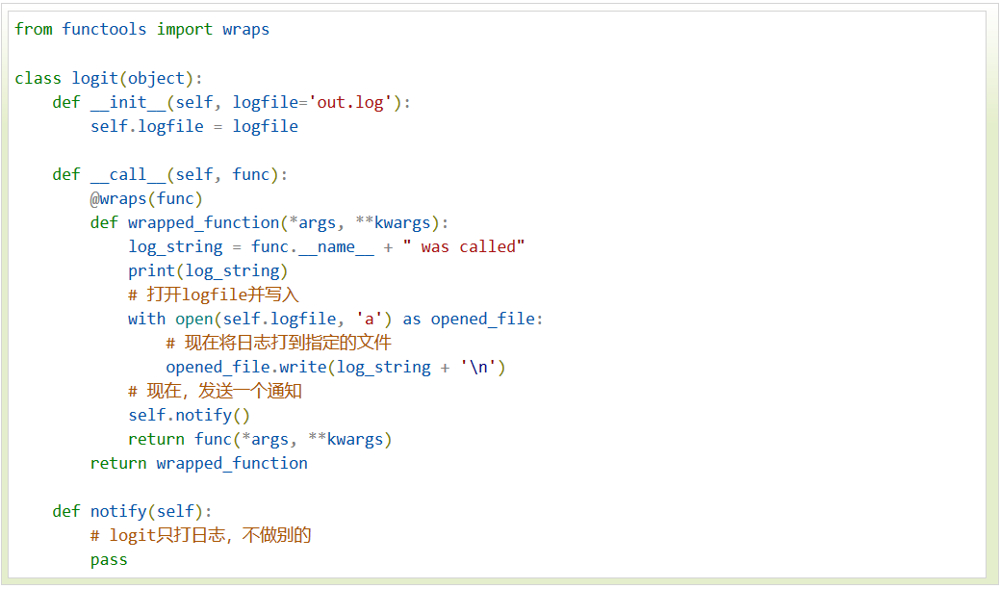 from functools import wraps

class logit(object):
    def __init__(self, logfile='out.log'):
        self.logfile = logfile

    def __call__(self, func):
        @wraps(func)
        def wrapped_function(*args, **kwargs):
            log_string = func.__name__ + " was called"
            print(log_string)
            # 打开logfile并写入
            with open(self.logfile, 'a') as opened_file:
                # 现在将日志打到指定的文件
                opened_file.write(log_string + '\n')
            # 现在，发送一个通知
            self.notify()
            return func(*args, **kwargs)
        return wrapped_function

    def notify(self):
        # logit只打日志，不做别的
        pass